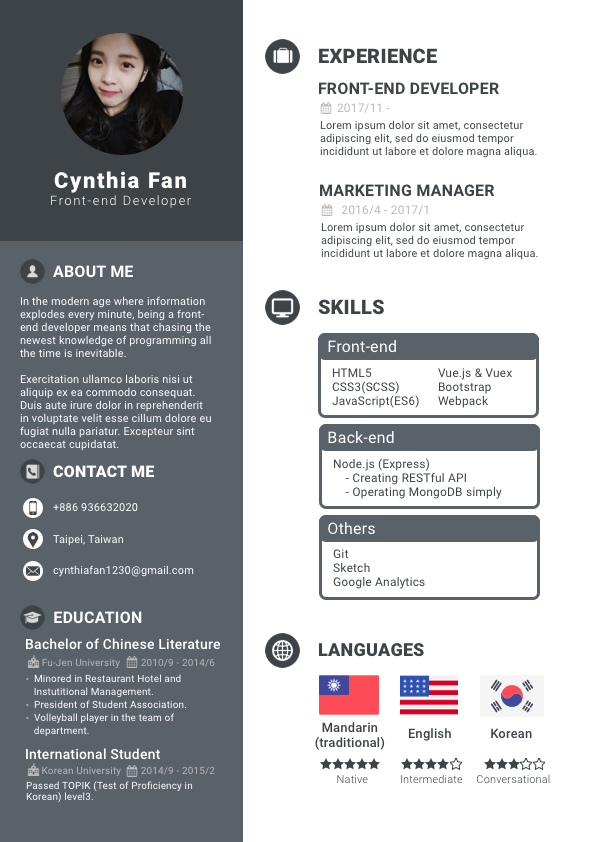 Cynthia Fan
Front-end Developer
ABOUT ME
In the modern age where information
explodes every minute, being a front-
end developer means that chasing the
newest knowledge of programming all
the time is inevitable.
Exercitation ullamco laboris nisi ut
aliquip ex ea commodo consequat.
Duis aute irure dolor in reprehenderit
in voluptate velit esse cillum dolore eu
fugiat nulla pariatur. Excepteur sint
occaecat cupidatat.
CONTACT ME
+886 936632020
Taipei, Taiwan
cynthiafan1230@gmail.com
EDUCATION
Bachelor of Chinese Literature
Fu-Jen University 2010/9 - 2014/6
- Minored in Restaurant Hotel and
Instutitional Management.
- President of Student Association.
- Volleyball player in the team of
department.
International Student
Korean University 2014/9 - 2015/2
Passed TOPIK (Test of Proficiency in
Korean) level3.
EXPERIENCE
FRONT-END DEVELOPER
2017/11 -
Lorem ipsum dolor sit amet, consectetur
adipiscing elit, sed do eiusmod tempor
incididunt ut labore et dolore magna aliqua.
MARKETING MANAGER
2016/4 - 2017/1
Lorem ipsum dolor sit amet, consectetur
adipiscing elit, sed do eiusmod tempor
incididunt ut labore et dolore magna aliqua.
SKILLS
Front-end
HTML5 Vue.js & Vuex
CSS3(SCSS) Bootstrap
JavaScript(ES6) Webpack
Back-end
Node.js (Express)
- Creating RESTful API
- Operating MongoDB simply
Others
Git
Sketch
Google Analytics
LANGUAGES
Mandarin
(traditional)
English
Korean
Native
Intermediate
Conversational